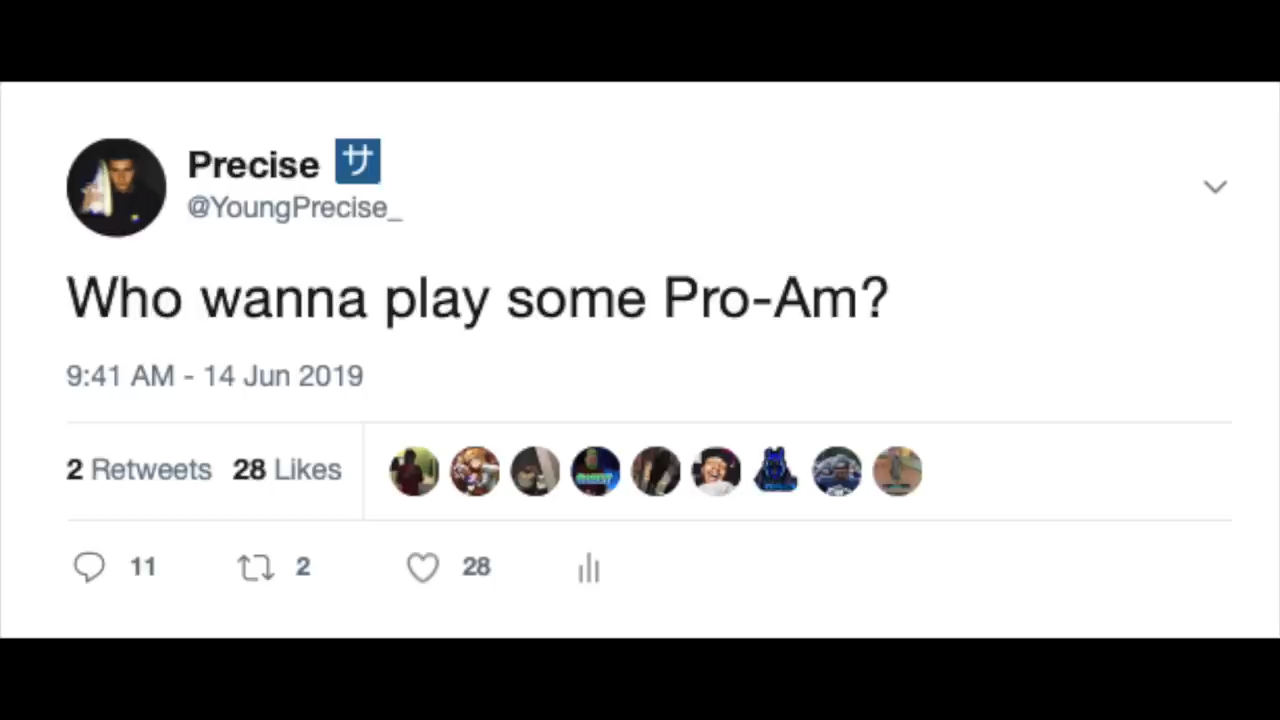 Precise 🈂️
@YoungPrecise_
Who wanna play some Pro-Am?
9:41 AM - 14 Jun 2019
2 Retweets 28 Likes
11 2 28